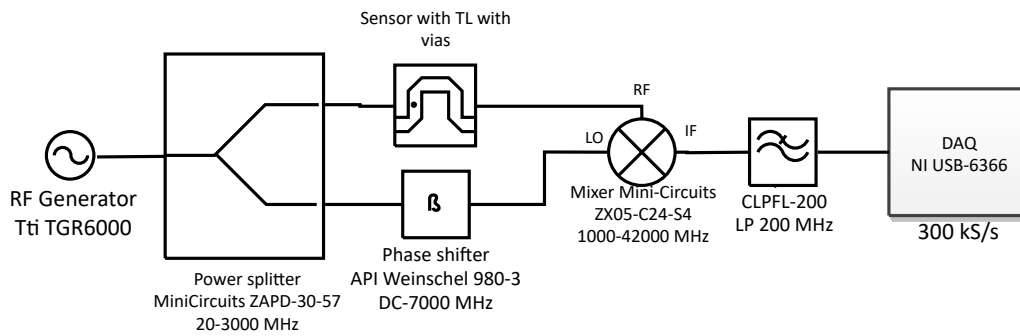 Sensor with TL with
vias
RF
LO
IF
DAQ
NI USB-6366
RF Generator
Tti TGR6000
ß
Mixer Mini-Circuits
ZX05-C24-S4
1000-42000 MHz
CLPFL-200
LP 200 MHz
300 kS/s
Power splitter
MiniCircuits ZAPD-30-57
20-3000 MHz
Phase shifter
API Weinschel 980-3
DC-7000 MHz